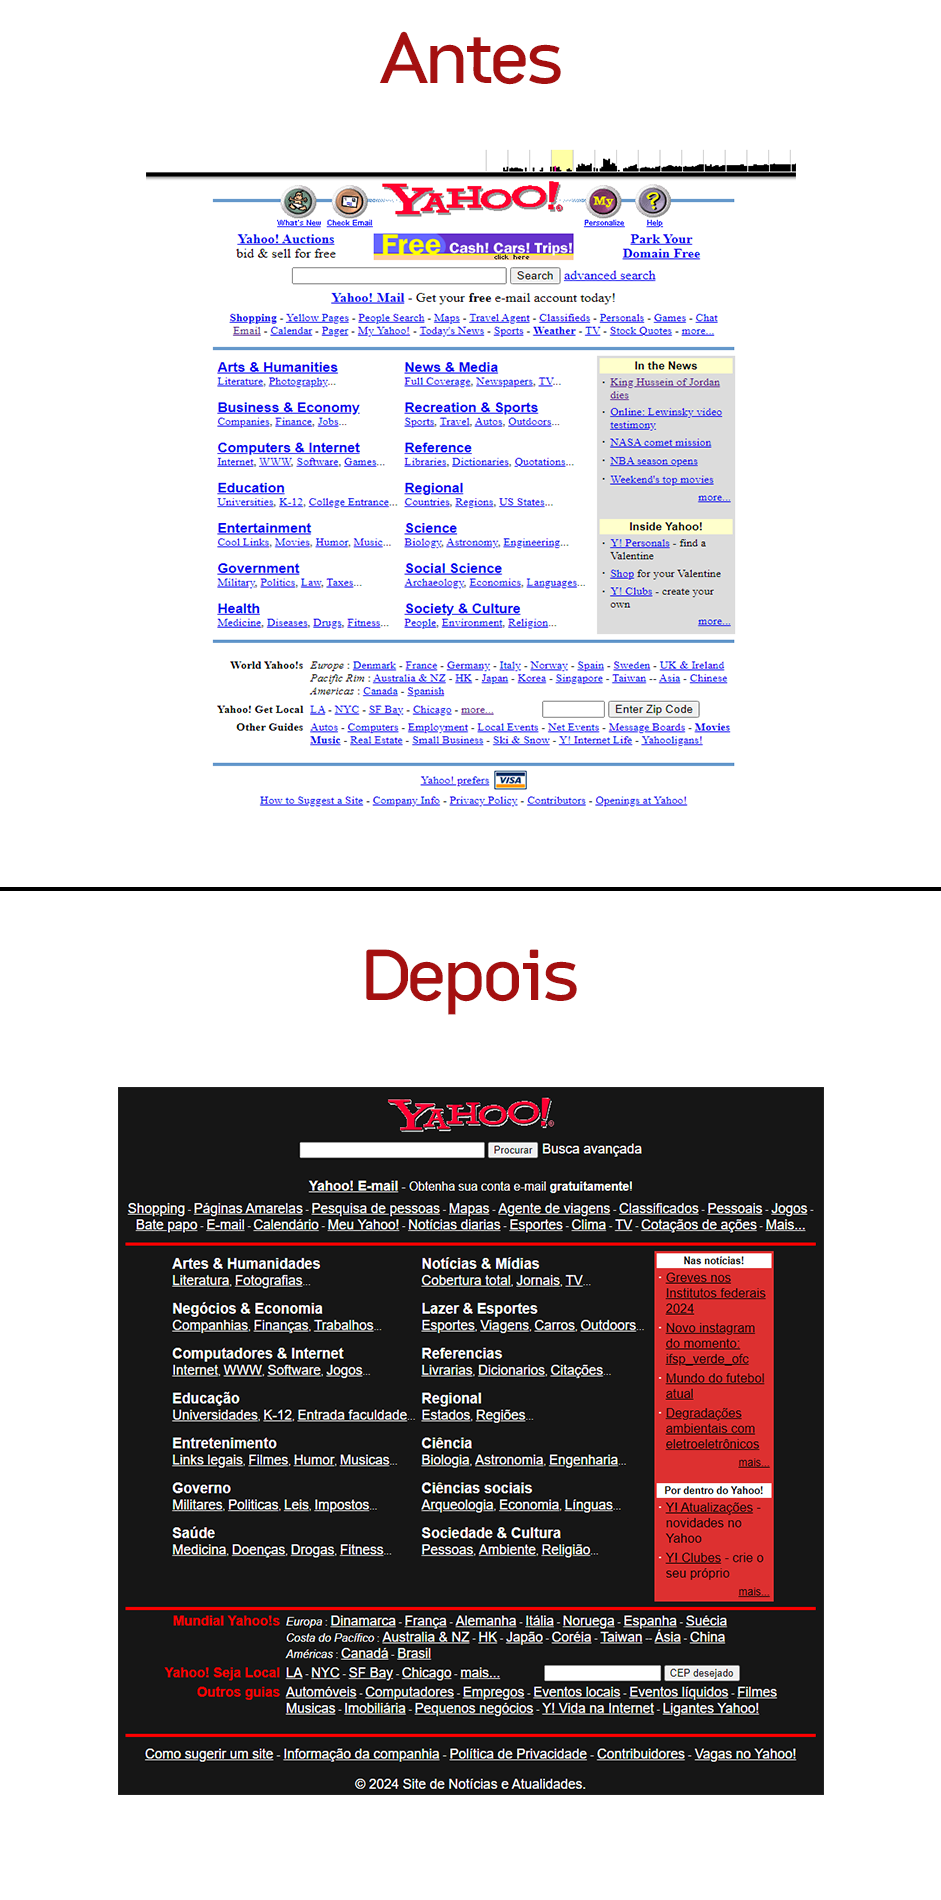 Antes
YAHOO!
My
?
What's New
Check Email
Personalize
Help
Yahoo! Auctions
bid & sell for free
Free Cash! Cars! Trips!
click here
Park Your
Domain Free
Search advanced search
Yahoo! Mail - Get your free e-mail account today!
Shopping - Yellow Pages - People Search - Maps - Travel Agent - Classifieds - Personals - Games - Chat
Email - Calendar - Pager - My Yahoo! - Today's News - Sports - Weather - TV - Stock Quotes - more...
Arts & Humanities
Literature, Photography...
Business & Economy
Companies, Finance, Jobs...
Computers & Internet
Internet, WWW, Software, Games...
Education
Universities, K-12, College Entrance...
Entertainment
Cool Links, Movies, Humor, Music...
Government
Military, Politics, Law, Taxes...
Health
Medicine, Diseases, Drugs, Fitness...
News & Media
Full Coverage, Newspapers, TV...
Recreation & Sports
Sports, Travel, Autos, Outdoors...
Reference
Libraries, Dictionaries, Quotations...
Regional
Countries, Regions, US States...
Science
Biology, Astronomy, Engineering...
Social Science
Archaeology, Economics, Languages...
Society & Culture
People, Environment, Religion...
In the News
· King Hussein of Jordan
dies
· Online: Lewinsky video
testimony
· NASA comet mission
· NBA season opens
· Weekend's top movies
more...
Inside Yahoo!
· Y! Personals - find a
Valentine
· Shop for your Valentine
· Y! Clubs - create your
own
more...
World Yahoo!s Europe : Denmark - France - Germany - Italy - Norway - Spain - Sweden - UK & Ireland
Pacific Rim : Australia & NZ - HK - Japan - Korea - Singapore - Taiwan -- Asia - Chinese
Americas : Canada - Spanish
Yahoo! Get Local LA - NYC - SF Bay - Chicago - more... Enter Zip Code
Other Guides Autos - Computers - Employment - Local Events - Net Events - Message Boards - Movies
Music - Real Estate - Small Business - Ski & Snow - Y! Internet Life - Yahooligans!
Yahoo! prefers VISA
How to Suggest a Site - Company Info - Privacy Policy - Contributors - Openings at Yahoo!
Depois
YAHOO!
Procurar Busca avançada
Yahoo! E-mail - Obtenha sua conta e-mail gratuitamente!
Shopping - Páginas Amarelas - Pesquisa de pessoas - Mapas - Agente de viagens - Classificados - Pessoais - Jogos -
Bate papo - E-mail - Calendário - Meu Yahoo! - Notícias diarias - Esportes - Clima - TV - Cotaçãos de ações - Mais...
Artes & Humanidades
Literatura, Fotografias...
Negócios & Economia
Companhias, Finanças, Trabalhos...
Computadores & Internet
Internet, WWW, Software, Jogos...
Educação
Universidades, K-12, Entrada faculdade...
Entretenimento
Links legais, Filmes, Humor, Musicas...
Governo
Militares, Politicas, Leis, Impostos...
Saúde
Medicina, Doenças, Drogas, Fitness...
Notícias & Mídias
Cobertura total, Jornais, TV...
Lazer & Esportes
Esportes, Viagens, Carros, Outdoors...
Referencias
Livrarias, Dicionarios, Citações...
Regional
Estados, Regiões...
Ciência
Biologia, Astronomia, Engenharia...
Ciências sociais
Arqueologia, Economia, Línguas...
Sociedade & Cultura
Pessoas, Ambiente, Religião...
Nas notícias!
· Greves nos
Institutos federais
2024
· Novo instagram
do momento:
ifsp_verde_ofc
· Mundo do futebol
atual
· Degradações
ambientais com
eletroeletrônicos
mais...
Por dentro do Yahoo!
· Y! Atualizações -
novidades no
Yahoo
· Y! Clubes - crie o
seu próprio
mais...
Mundial Yahoo!s Europa : Dinamarca - França - Alemanha - Itália - Noruega - Espanha - Suécia
Costa do Pacífico : Australia & NZ - HK - Japão - Coréia - Taiwan -- Ásia - China
Américas : Canadá - Brasil
Yahoo! Seja Local LA - NYC - SF Bay - Chicago - mais... CEP desejado
Outros guias Automóveis - Computadores - Empregos - Eventos locais - Eventos líquidos - Filmes
Musicas - Imobiliária - Pequenos negócios - Y! Vida na Internet - Ligantes Yahoo!
Como sugerir um site - Informação da companhia - Política de Privacidade - Contribuidores - Vagas no Yahoo!
© 2024 Site de Notícias e Atualidades.